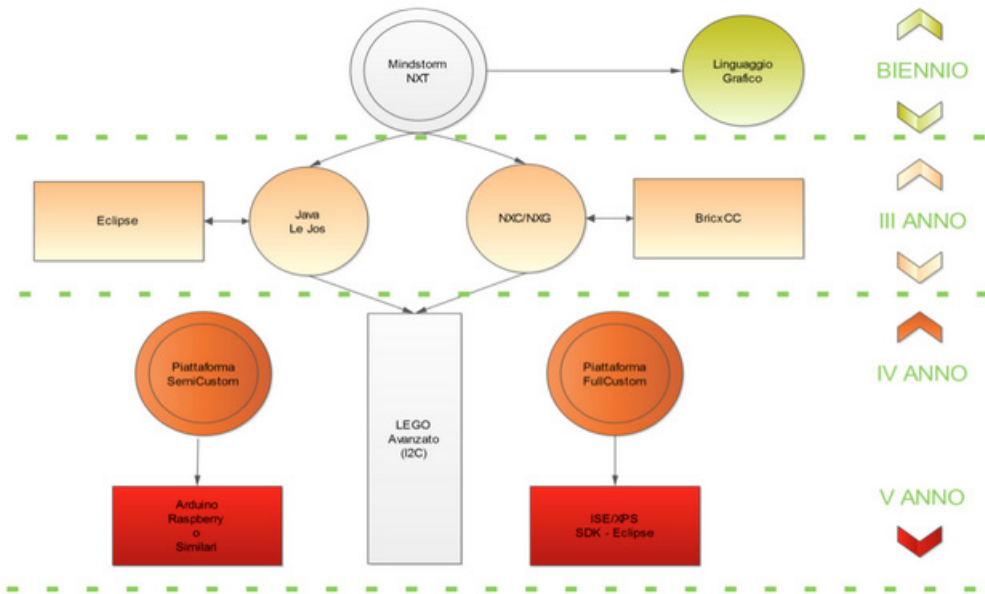 Mindstorm
NXT
Linguaggio
Grafico
BIENNIO
Eclipse
Java
Le Jos
NXC/NXG
BricxCC
III ANNO
Piattaforma
SemiCustom
Piattaforma
FullCustom
IV ANNO
LEGO
Avanzato
(I2C)
Arduino
Raspberry
o
Similari
ISE/XPS
SDK - Eclipse
V ANNO